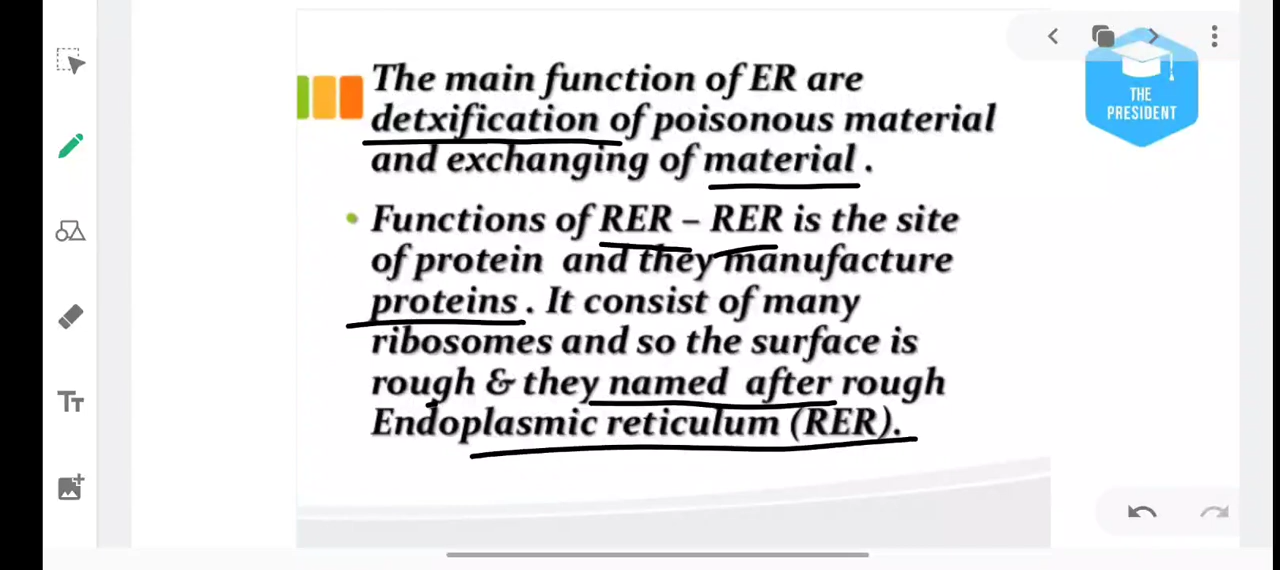 The main function of ER are
detxification of poisonous material
and exchanging of material .
• Functions of RER – RER is the site
of protein and they manufacture
proteins . It consist of many
ribosomes and so the surface is
rough & they named after rough
Endoplasmic reticulum (RER).
THE
PRESIDENT
TT